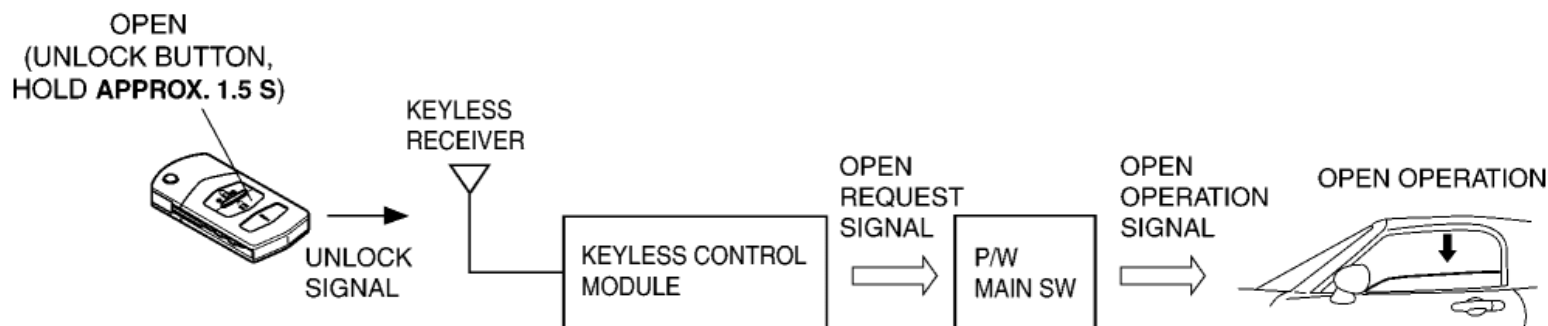 OPEN
(UNLOCK BUTTON,
HOLD APPROX. 1.5 S)
KEYLESS
RECEIVER
UNLOCK
SIGNAL
KEYLESS CONTROL
MODULE
OPEN
REQUEST
SIGNAL
P/W
MAIN SW
OPEN
OPERATION
SIGNAL
OPEN OPERATION